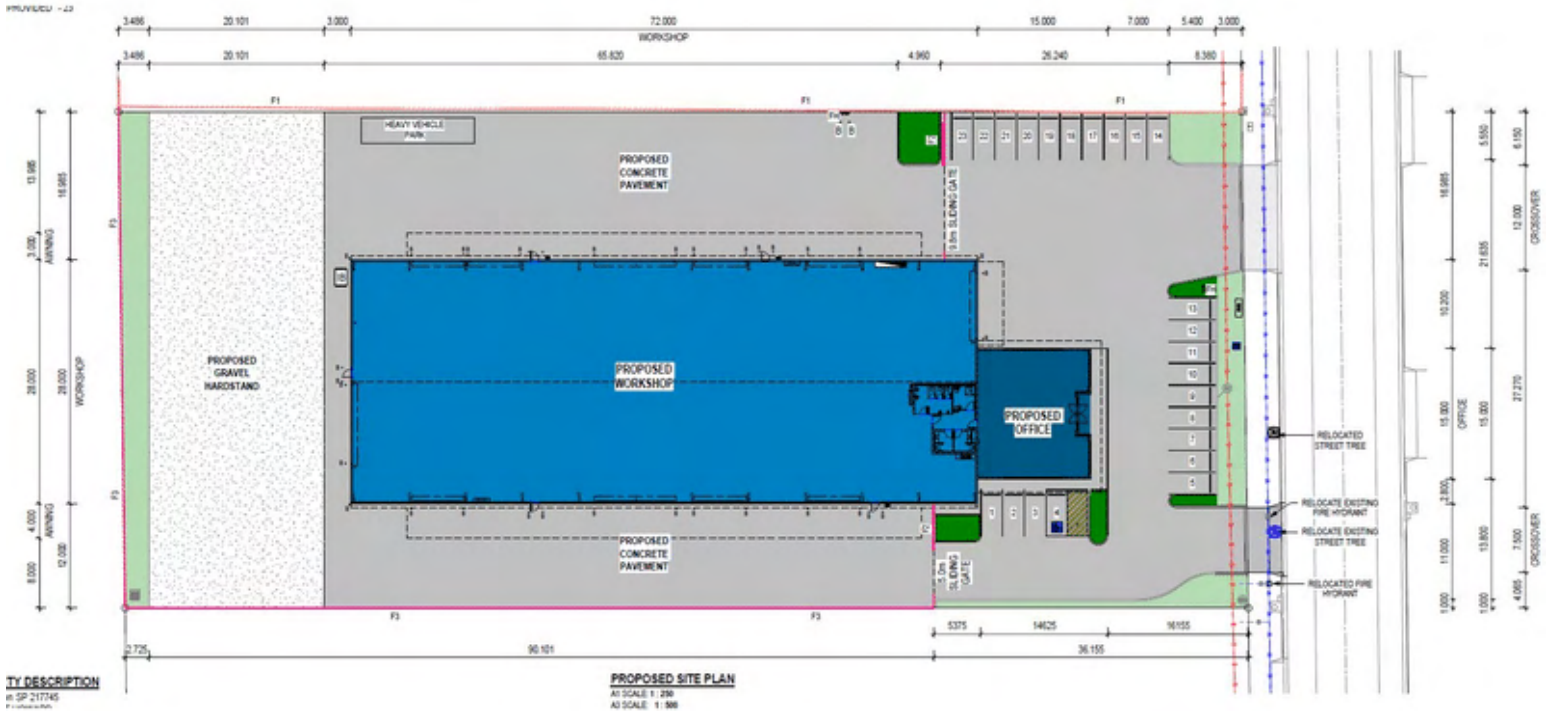 PROVIDED - 23
3.486 20.101 3.000 72.000 15.000 7.000 5.400 3.000
WORKSHOP
3.486 20.101 65.820 4.960 26.240 8.380
F1 F1 F1
HEAVY VEHICLE
PARK
FH
B B
PROPOSED
CONCRETE
PAVEMENT
23 22 21 20 19 18 17 16 15 14
9.8m SLIDING GATE
13.985
3.000
AWNING
28.000
4.000
AWNING
8.000
16.985
28.000
WORKSHOP
12.000
F3
F3
PROPOSED
GRAVEL
HARDSTAND
PROPOSED
WORKSHOP
PROPOSED
OFFICE
FH
13
12
11
10
9
8
7
6
5
1 2 3 4
F2
5.0m
SLIDING
GATE
PROPOSED
CONCRETE
PAVEMENT
F3 F3
16.985
10.200
15.000
OFFICE
2.800
11.000
1.000
5.550
21.635
15.000
13.800
1.000
6.150
12.000
CROSSOVER
27.270
7.500
CROSSOVER
4.065
RELOCATED
STREET TREE
RELOCATE EXISTING
FIRE HYDRANT
RELOCATE EXISTING
STREET TREE
RELOCATED FIRE
HYDRANT
5375 14625 16155
2.725 90.101 36.155
TY DESCRIPTION
SP 217745
PROPOSED SITE PLAN
A1 SCALE 1 : 250
A3 SCALE 1 : 500